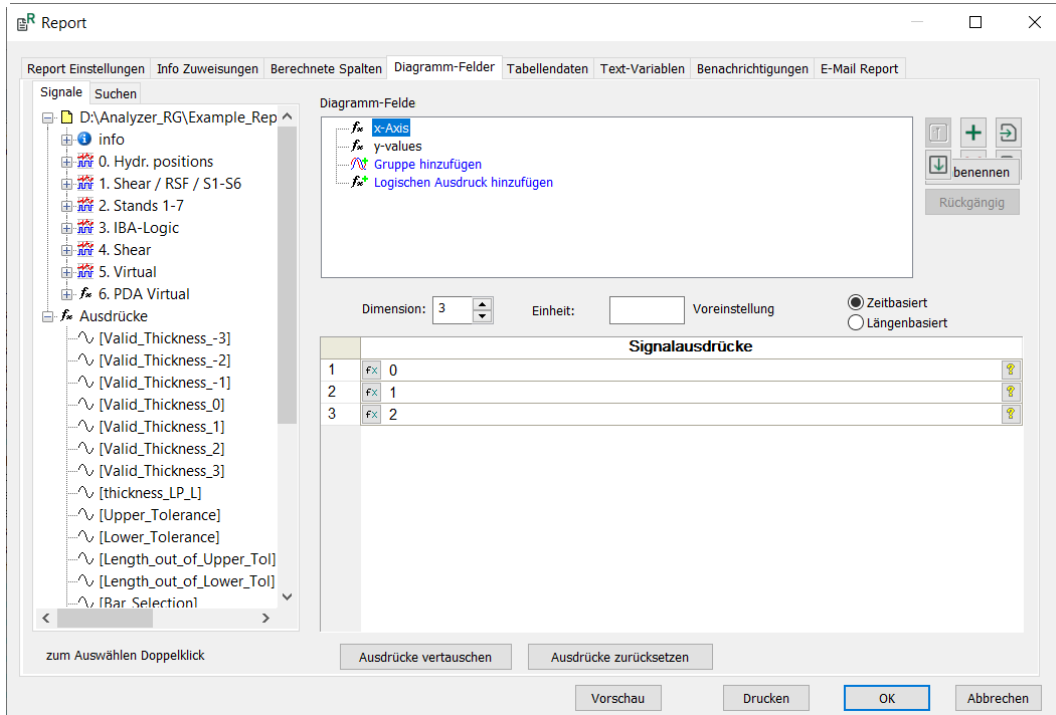 Report
Report Einstellungen Info Zuweisungen Berechnete Spalten Diagramm-Felder Tabellendaten Text-Variablen Benachrichtigungen E-Mail Report
Signale Suchen
D:\Analyzer_RG\Example_Rep
info
0. Hydr. positions
1. Shear / RSF / S1-S6
2. Stands 1-7
3. IBA-Logic
4. Shear
5. Virtual
6. PDA Virtual
Ausdrücke
[Valid_Thickness_-3]
[Valid_Thickness_-2]
[Valid_Thickness_-1]
[Valid_Thickness_0]
[Valid_Thickness_1]
[Valid_Thickness_2]
[Valid_Thickness_3]
[thickness_LP_L]
[Upper_Tolerance]
[Lower_Tolerance]
[Length_out_of_Upper_Tol]
[Length_out_of_Lower_Tol]
[Bar_Selection]
zum Auswählen Doppelklick
Diagramm-Felde
x-Axis
y-values
Gruppe hinzufügen
Logischen Ausdruck hinzufügen
benennen
Rückgängig
Dimension: 3 Einheit: Voreinstellung
Zeitbasiert
Längenbasiert
Signalausdrücke
1 fx 0 ?
2 fx 1 ?
3 fx 2 ?
Ausdrücke vertauschen Ausdrücke zurücksetzen
Vorschau Drucken OK Abbrechen